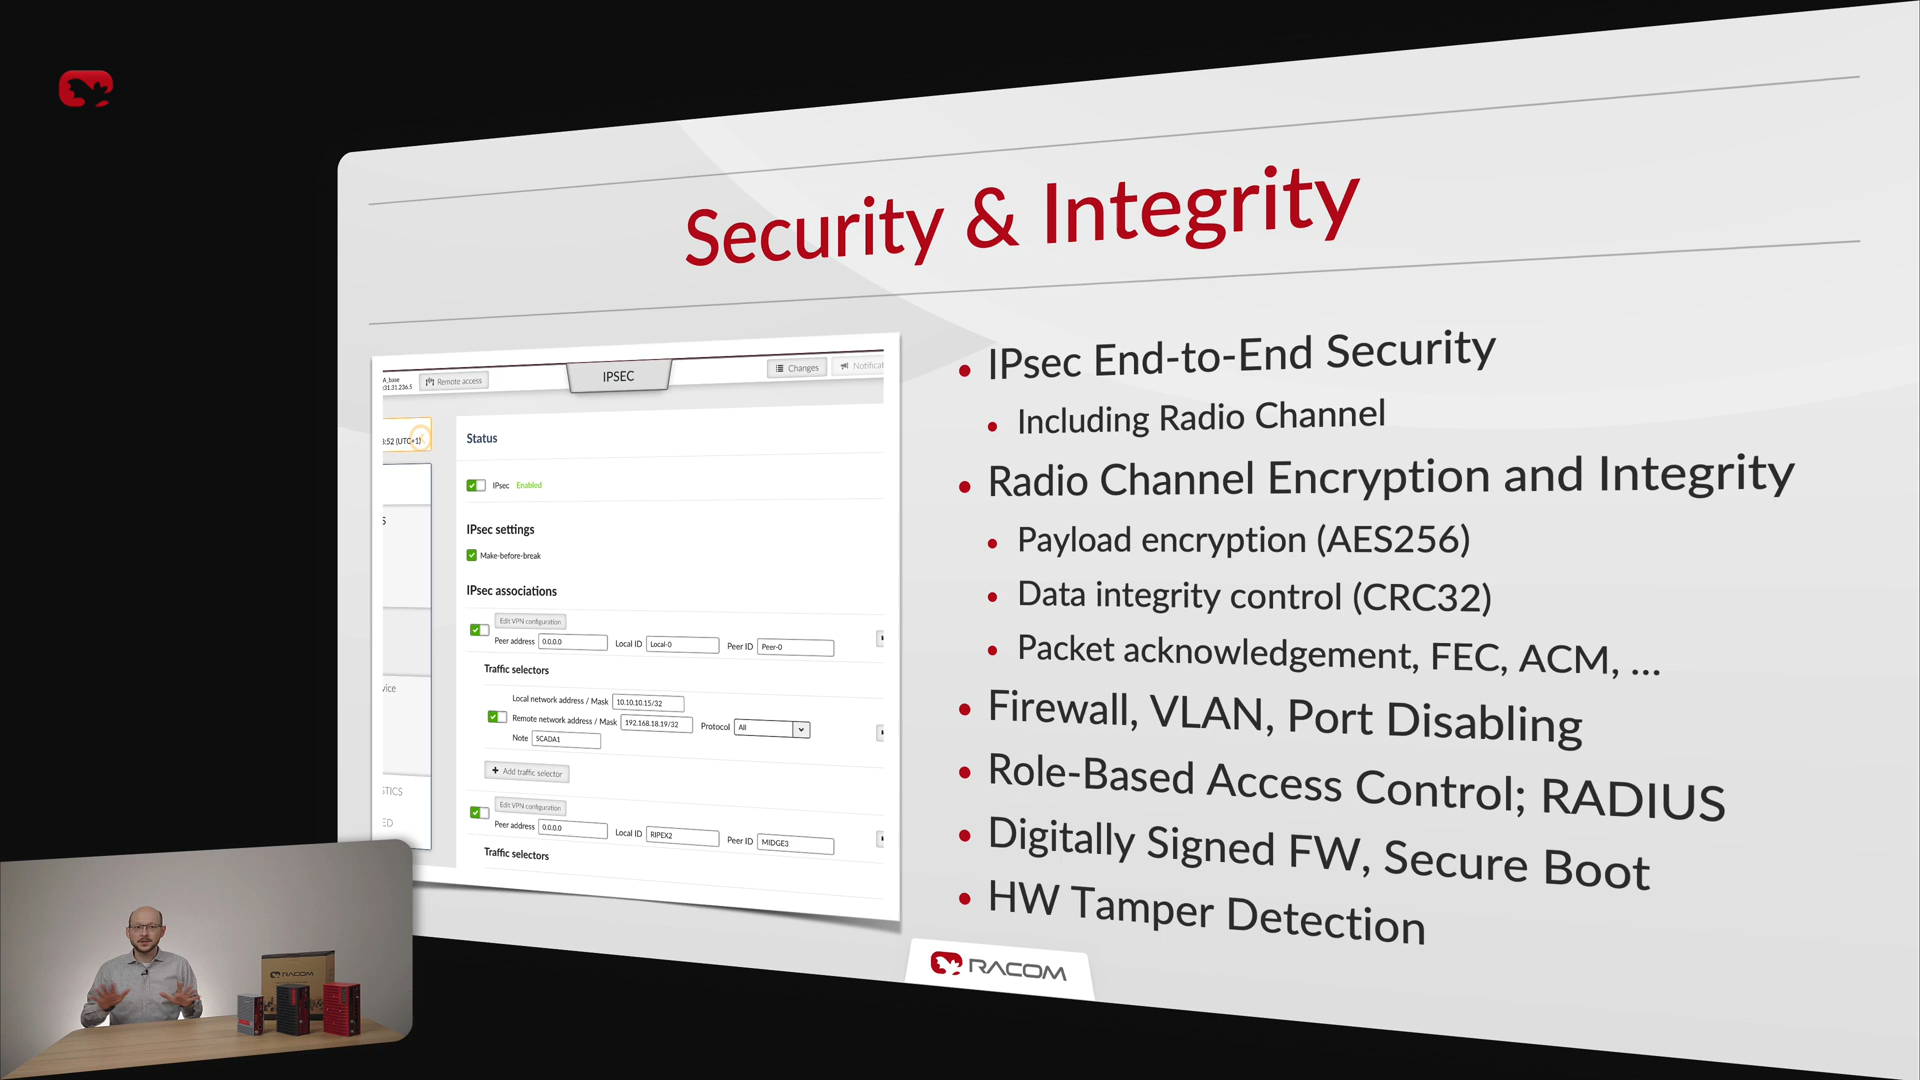 Security & Integrity
IPSEC
Remote access
Changes
Status
IPsec Enabled
IPsec settings
Make-before-break
IPsec associations
Edit VPN configuration
Peer address 0.0.0.0 Local ID Local-0 Peer ID Peer-0
Traffic selectors
Local network address / Mask 10.10.10.15/32
Remote network address / Mask 192.168.18.19/32 Protocol All
Note SCADA1
+ Add traffic selector
Edit VPN configuration
Peer address 0.0.0.0 Local ID RIPEX2 Peer ID MIDGE3
Traffic selectors
• IPsec End-to-End Security
• Including Radio Channel
• Radio Channel Encryption and Integrity
• Payload encryption (AES256)
• Data integrity control (CRC32)
• Packet acknowledgement, FEC, ACM, ...
• Firewall, VLAN, Port Disabling
• Role-Based Access Control; RADIUS
• Digitally Signed FW, Secure Boot
• HW Tamper Detection
RACOM
RACOM